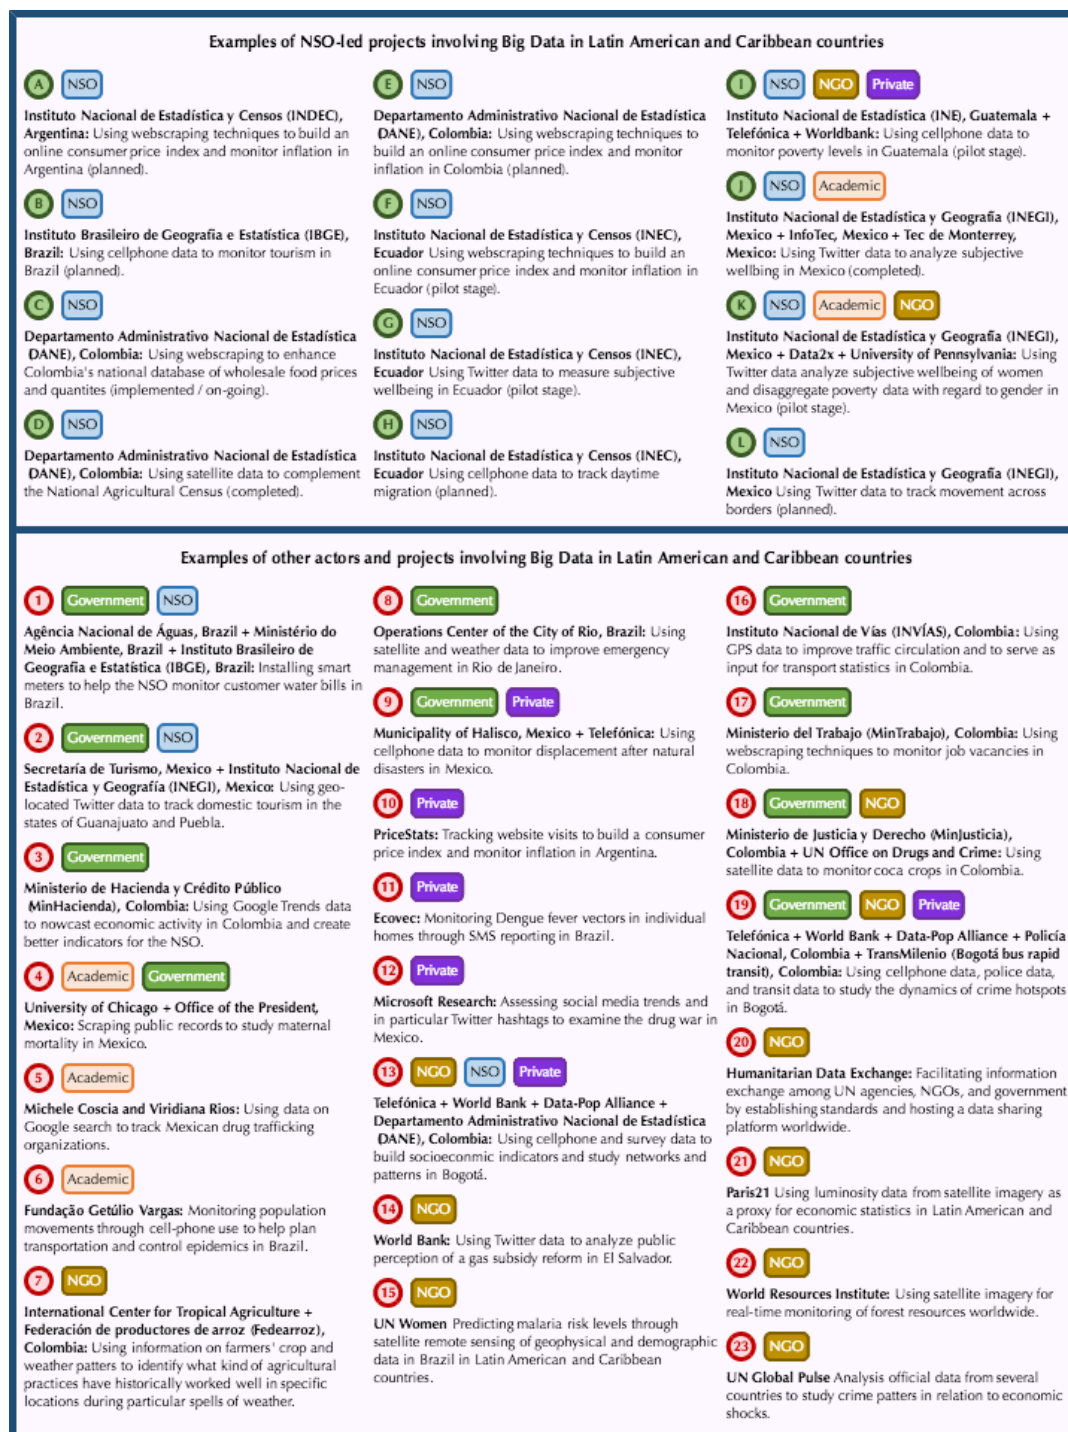 Examples of NSO-led projects involving Big Data in Latin American and Caribbean countries
A NSO
Instituto Nacional de Estadística y Censos (INDEC),
Argentina: Using webscraping techniques to build an
online consumer price index and monitor inflation in
Argentina (planned).
B NSO
Instituto Brasileiro de Geografia e Estatística (IBGE),
Brazil: Using cellphone data to monitor tourism in
Brazil (planned).
C NSO
Departamento Administrativo Nacional de Estadística
(DANE), Colombia: Using webscraping to enhance
Colombia's national database of wholesale food prices
and quantites (implemented / on-going).
D NSO
Departamento Administrativo Nacional de Estadística
(DANE), Colombia: Using satellite data to complement
the National Agricultural Census (completed).
E NSO
Departamento Administrativo Nacional de Estadística
(DANE), Colombia: Using webscraping techniques to
build an online consumer price index and monitor
inflation in Colombia (planned).
F NSO
Instituto Nacional de Estadística y Censos (INEC),
Ecuador Using webscraping techniques to build an
online consumer price index and monitor inflation in
Ecuador (pilot stage).
G NSO
Instituto Nacional de Estadística y Censos (INEC),
Ecuador Using Twitter data to measure subjective
wellbeing in Ecuador (pilot stage).
H NSO
Instituto Nacional de Estadística y Censos (INEC),
Ecuador Using cellphone data to track daytime
migration (planned).
I NSO NGO Private
Instituto Nacional de Estadística (INE), Guatemala +
Telefónica + Worldbank: Using cellphone data to
monitor poverty levels in Guatemala (pilot stage).
J NSO Academic
Instituto Nacional de Estadística y Geografía (INEGI),
Mexico + InfoTec, Mexico + Tec de Monterrey,
Mexico: Using Twitter data to analyze subjective
wellbing in Mexico (completed).
K NSO Academic NGO
Instituto Nacional de Estadística y Geografía (INEGI),
Mexico + Data2x + University of Pennsylvania: Using
Twitter data analyze subjective wellbeing of women
and disaggregate poverty data with regard to gender in
Mexico (pilot stage).
L NSO
Instituto Nacional de Estadística y Geografía (INEGI),
Mexico Using Twitter data to track movement across
borders (planned).
Examples of other actors and projects involving Big Data in Latin American and Caribbean countries
1 Government NSO
Agência Nacional de Águas, Brazil + Ministério do
Meio Ambiente, Brazil + Instituto Brasileiro de
Geografia e Estatística (IBGE), Brazil: Installing smart
meters to help the NSO monitor customer water bills in
Brazil.
2 Government NSO
Secretaría de Turismo, Mexico + Instituto Nacional de
Estadística y Geografía (INEGI), Mexico: Using geo-
located Twitter data to track domestic tourism in the
states of Guanajuato and Puebla.
3 Government
Ministerio de Hacienda y Crédito Público
(MinHacienda), Colombia: Using Google Trends data
to nowcast economic activity in Colombia and create
better indicators for the NSO.
4 Academic Government
University of Chicago + Office of the President,
Mexico: Scraping public records to study maternal
mortality in Mexico.
5 Academic
Michele Coscia and Viridiana Rios: Using data on
Google search to track Mexican drug trafficking
organizations.
6 Academic
Fundação Getúlio Vargas: Monitoring population
movements through cell-phone use to help plan
transportation and control epidemics in Brazil.
7 NGO
International Center for Tropical Agriculture +
Federación de productores de arroz (Fedearroz),
Colombia: Using information on farmers' crop and
weather patters to identify what kind of agricultural
practices have historically worked well in specific
locations during particular spells of weather.
8 Government
Operations Center of the City of Rio, Brazil: Using
satellite and weather data to improve emergency
management in Rio de Janeiro.
9 Government Private
Municipality of Halisco, Mexico + Telefónica: Using
cellphone data to monitor displacement after natural
disasters in Mexico.
10 Private
PriceStats: Tracking website visits to build a consumer
price index and monitor inflation in Argentina.
11 Private
Ecovec: Monitoring Dengue fever vectors in individual
homes through SMS reporting in Brazil.
12 Private
Microsoft Research: Assessing social media trends and
in particular Twitter hashtags to examine the drug war in
Mexico.
13 NGO NSO Private
Telefónica + World Bank + Data-Pop Alliance +
Departamento Administrativo Nacional de Estadística
(DANE), Colombia: Using cellphone and survey data to
build socioeconmic indicators and study networks and
patterns in Bogotá.
14 NGO
World Bank: Using Twitter data to analyze public
perception of a gas subsidy reform in El Salvador.
15 NGO
UN Women Predicting malaria risk levels through
satellite remote sensing of geophysical and demographic
data in Brazil in Latin American and Caribbean
countries.
16 Government
Instituto Nacional de Vías (INVÍAS), Colombia: Using
GPS data to improve traffic circulation and to serve as
input for transport statistics in Colombia.
17 Government
Ministerio del Trabajo (MinTrabajo), Colombia: Using
webscraping techniques to monitor job vacancies in
Colombia.
18 Government NGO
Ministerio de Justicia y Derecho (MinJusticia),
Colombia + UN Office on Drugs and Crime: Using
satellite data to monitor coca crops in Colombia.
19 Government NGO Private
Telefónica + World Bank + Data-Pop Alliance + Policía
Nacional, Colombia + TransMilenio (Bogotá bus rapid
transit), Colombia: Using cellphone data, police data,
and transit data to study the dynamics of crime hotspots
in Bogotá.
20 NGO
Humanitarian Data Exchange: Facilitating information
exchange among UN agencies, NGOs, and government
by establishing standards and hosting a data sharing
platform worldwide.
21 NGO
Paris21 Using luminosity data from satellite imagery as
a proxy for economic statistics in Latin American and
Caribbean countries.
22 NGO
World Resources Institute: Using satellite imagery for
real-time monitoring of forest resources worldwide.
23 NGO
UN Global Pulse Analysis official data from several
countries to study crime patters in relation to economic
shocks.